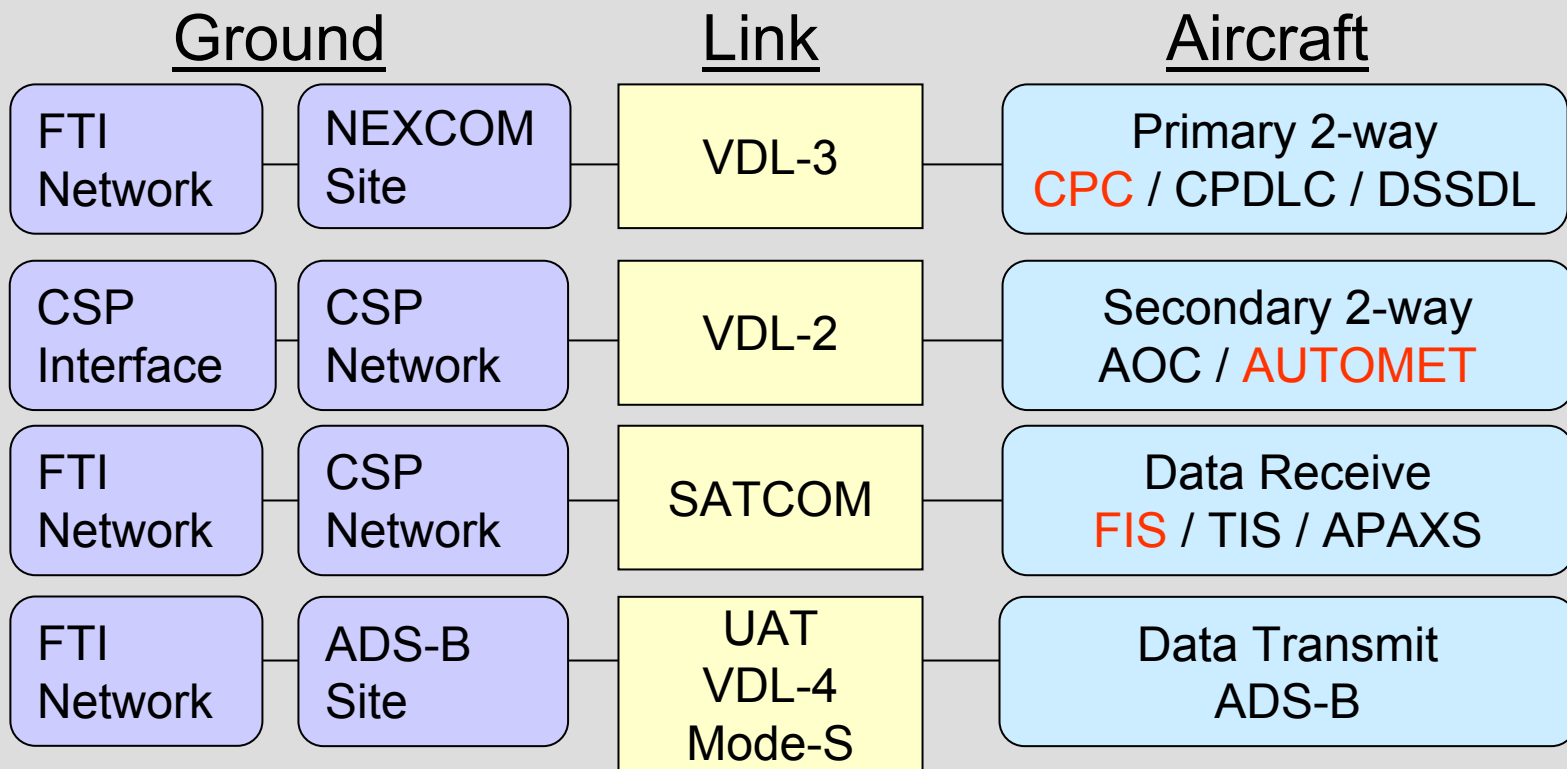 Ground
Link
Aircraft
FTI
Network
NEXCOM
Site
VDL-3
Primary 2-way
CPC / CPDLC / DSSDL
CSP
Interface
CSP
Network
VDL-2
Secondary 2-way
AOC / AUTOMET
FTI
Network
CSP
Network
SATCOM
Data Receive
FIS / TIS / APAXS
FTI
Network
ADS-B
Site
UAT
VDL-4
Mode-S
Data Transmit
ADS-B